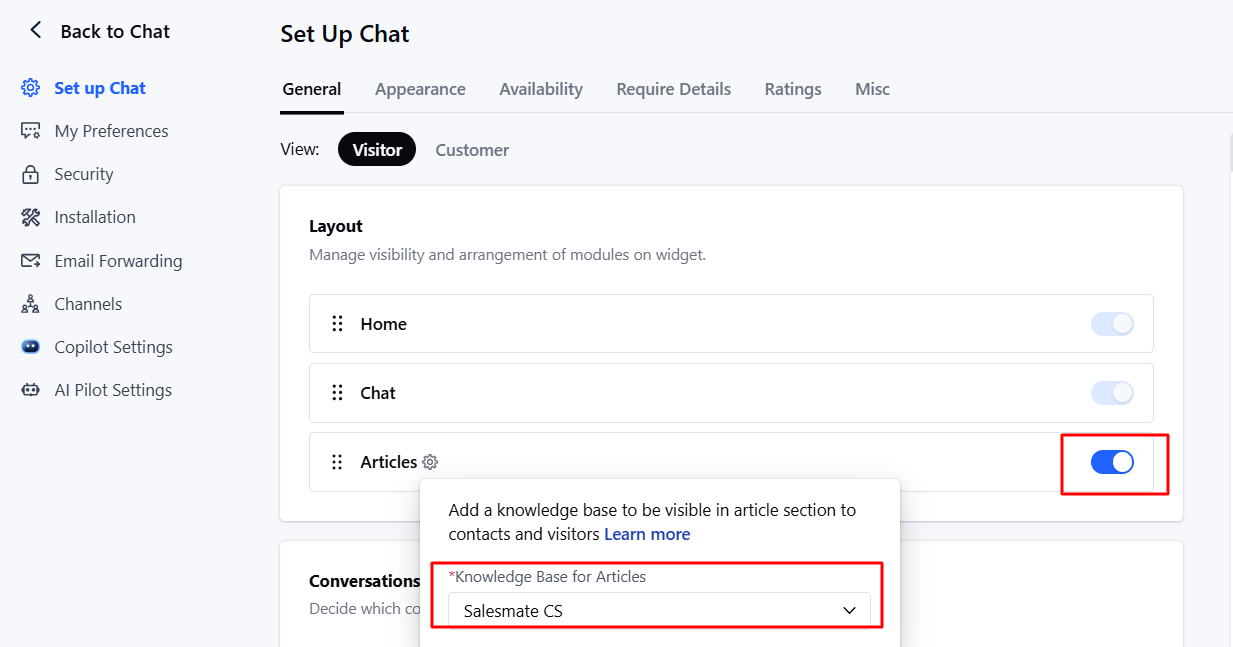 Back to Chat
Set up Chat
My Preferences
Security
Installation
Email Forwarding
Channels
Copilot Settings
AI Pilot Settings
Set Up Chat
General Appearance Availability Require Details Ratings Misc
View: Visitor Customer
Layout
Manage visibility and arrangement of modules on widget.
Home
Chat
Articles
Add a knowledge base to be visible in article section to
contacts and visitors Learn more
*Knowledge Base for Articles
Salesmate CS
Conversations
Decide which co